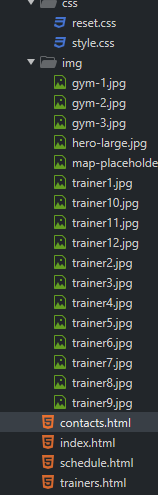 css
reset.css
style.css
img
gym-1.jpg
gym-2.jpg
gym-3.jpg
hero-large.jpg
map-placeholde
trainer1.jpg
trainer10.jpg
trainer11.jpg
trainer12.jpg
trainer2.jpg
trainer3.jpg
trainer4.jpg
trainer5.jpg
trainer6.jpg
trainer7.jpg
trainer8.jpg
trainer9.jpg
contacts.html
index.html
schedule.html
trainers.html